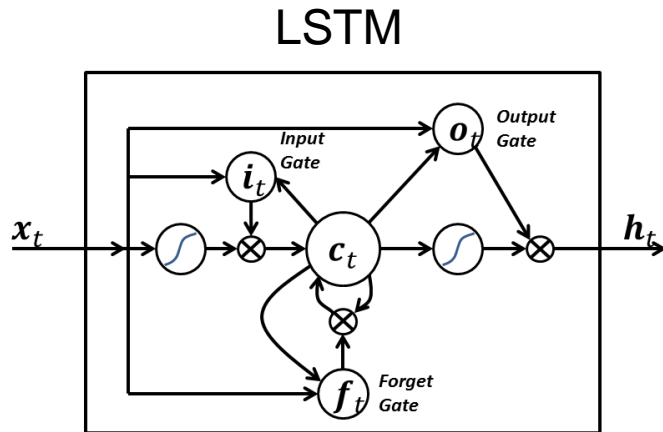 LSTM
Input
Gate
Output
Gate
o_t
i_t
x_t
c_t
h_t
f_t
Forget
Gate